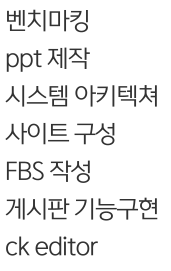 벤치마킹
ppt 제작
시스템 아키텍쳐
사이트 구성
FBS 작성
게시판 기능구현
ck editor